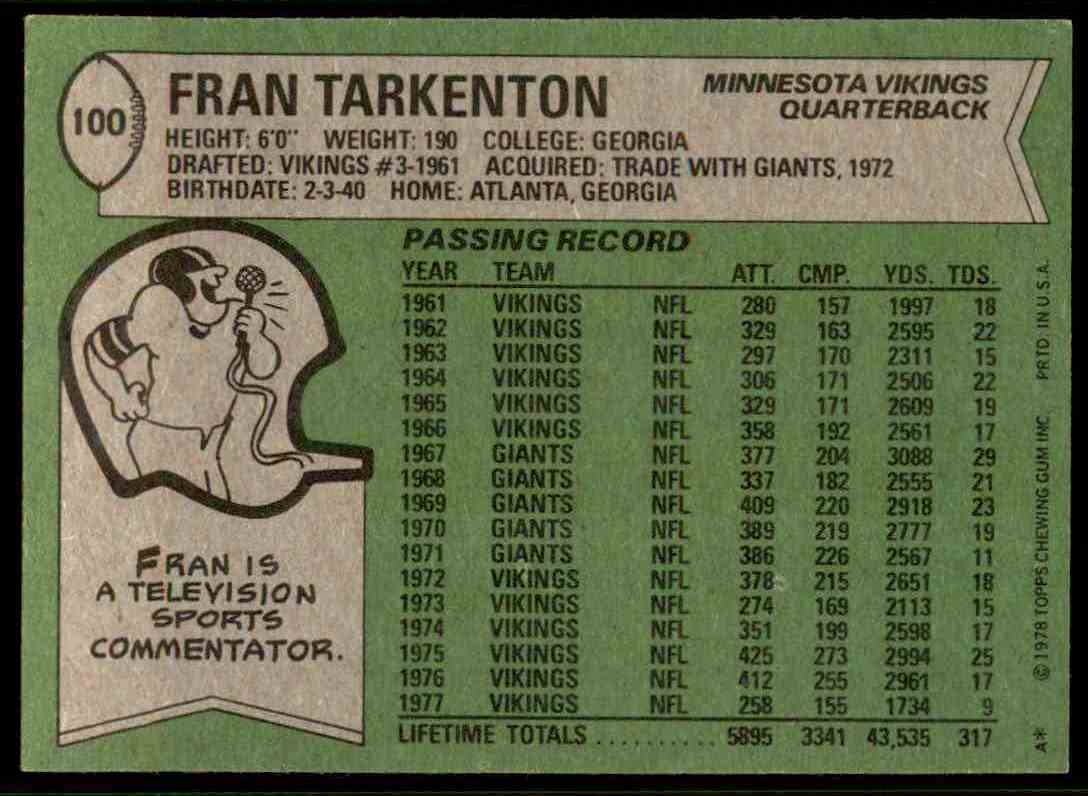 100
FRAN TARKENTON
MINNESOTA VIKINGS
QUARTERBACK
HEIGHT: 6'0" WEIGHT: 190 COLLEGE: GEORGIA
DRAFTED: VIKINGS #3-1961 ACQUIRED: TRADE WITH GIANTS, 1972
BIRTHDATE: 2-3-40 HOME: ATLANTA, GEORGIA
PASSING RECORD
YEAR TEAM ATT. CMP. YDS. TDS.
1961 VIKINGS NFL 280 157 1997 18
1962 VIKINGS NFL 329 163 2595 22
1963 VIKINGS NFL 297 170 2311 15
1964 VIKINGS NFL 306 171 2506 22
1965 VIKINGS NFL 329 171 2609 19
1966 VIKINGS NFL 358 192 2561 17
1967 GIANTS NFL 377 204 3088 29
1968 GIANTS NFL 337 182 2555 21
1969 GIANTS NFL 409 220 2918 23
1970 GIANTS NFL 389 219 2777 19
1971 GIANTS NFL 386 226 2567 11
1972 VIKINGS NFL 378 215 2651 18
1973 VIKINGS NFL 274 169 2113 15
1974 VIKINGS NFL 351 199 2598 17
1975 VIKINGS NFL 425 273 2994 25
1976 VIKINGS NFL 412 255 2961 17
1977 VIKINGS NFL 258 155 1734 9
LIFETIME TOTALS .......... 5895 3341 43,535 317
FRAN IS
A TELEVISION
SPORTS
COMMENTATOR.
A* © 1978 TOPPS CHEWING GUM INC. PRTD. IN U.S.A.